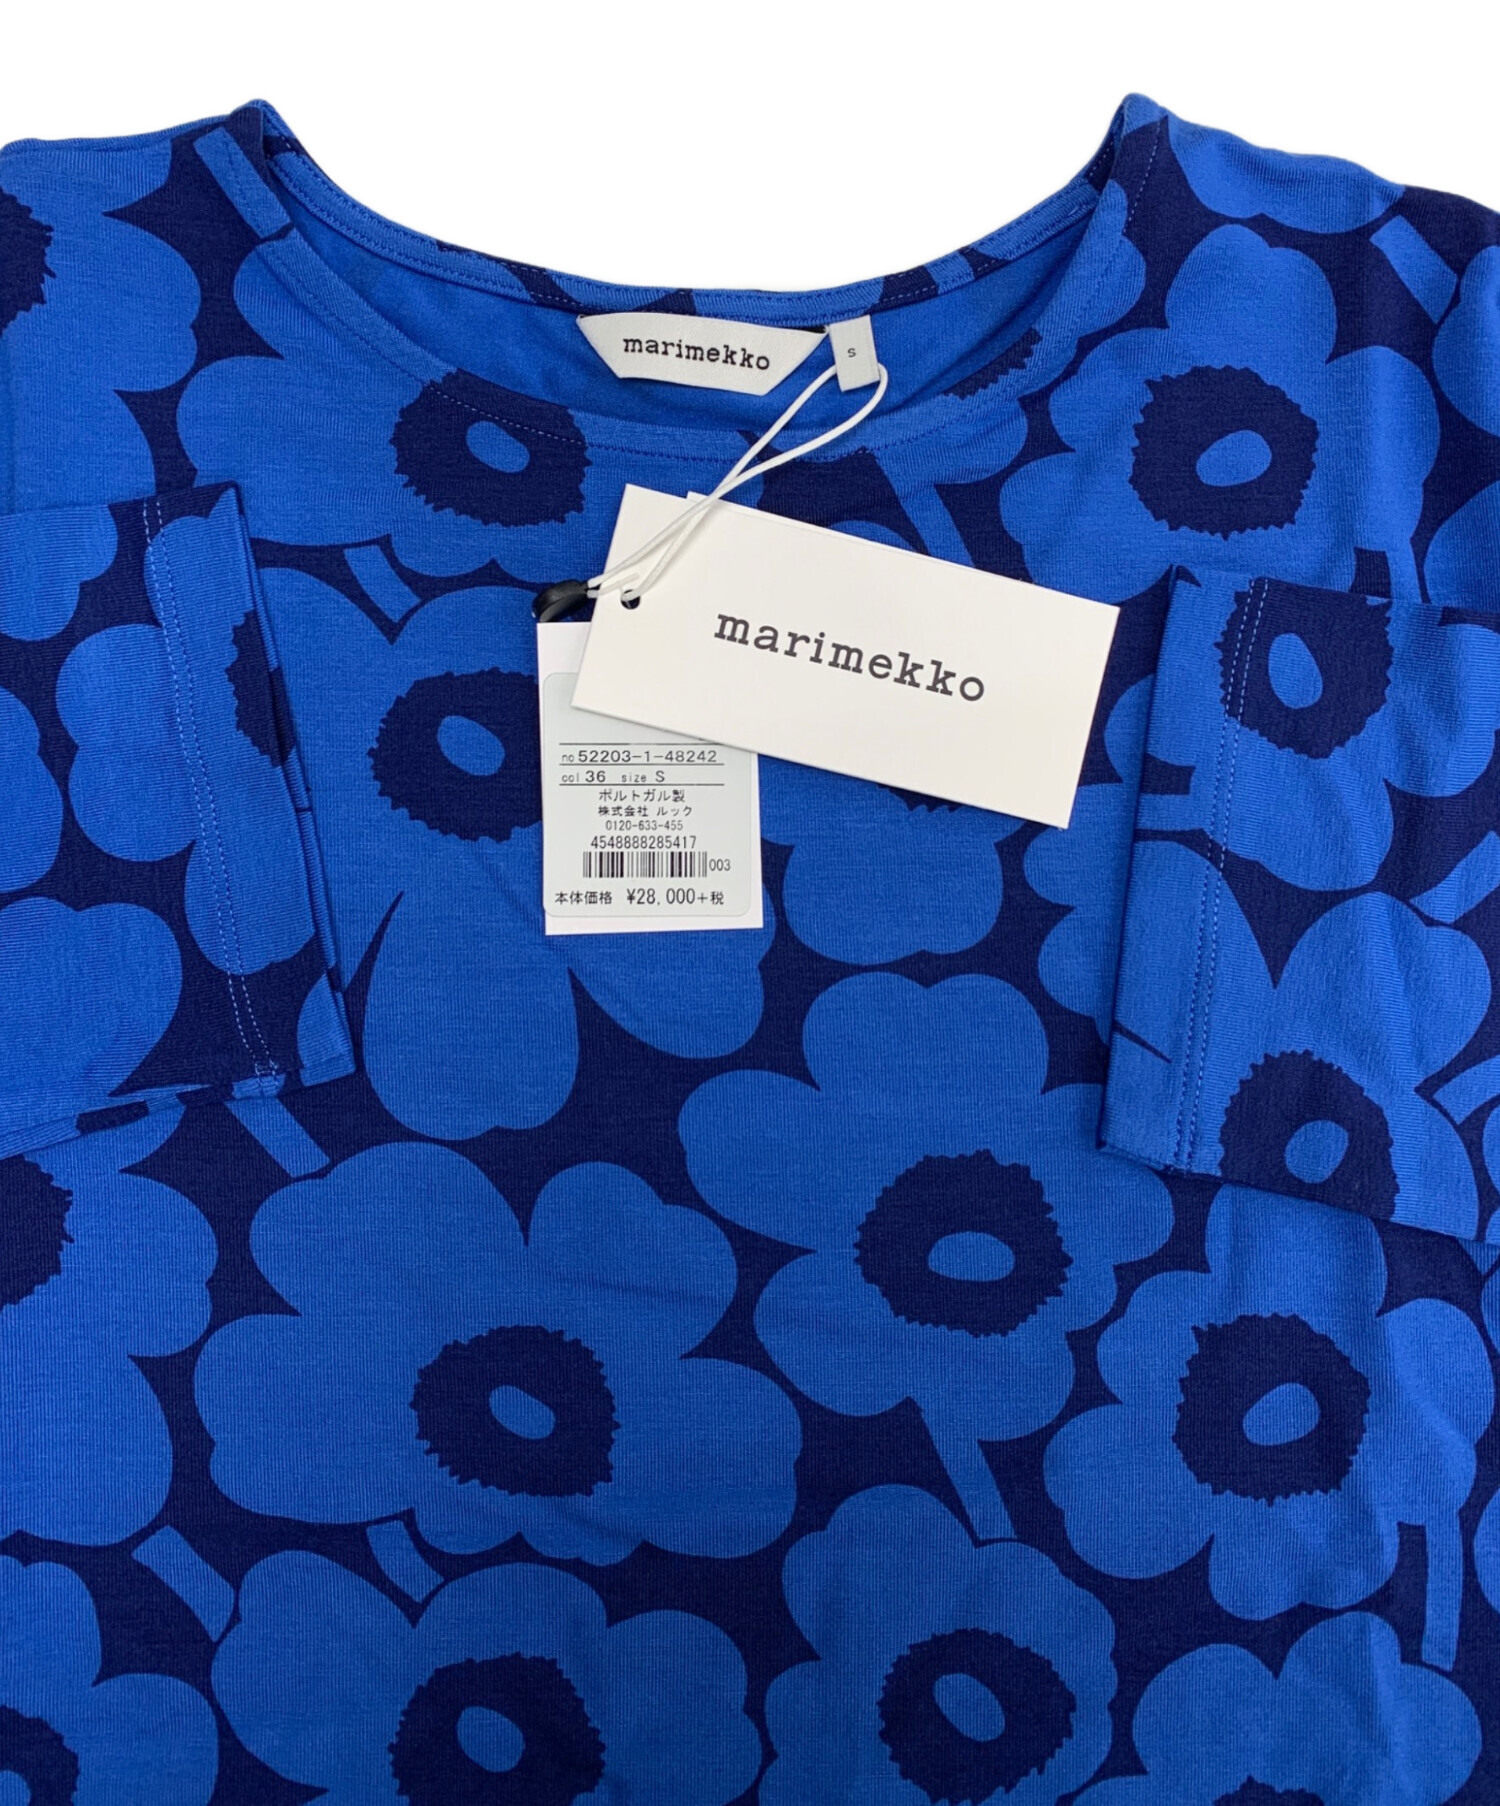 marimekko
S
marimekko
no 52203-1-48242
col 36 size S
ポルトガル製
株式会社 ルック
0120-633-455
4548888285417
003
本体価格 ¥28,000+税